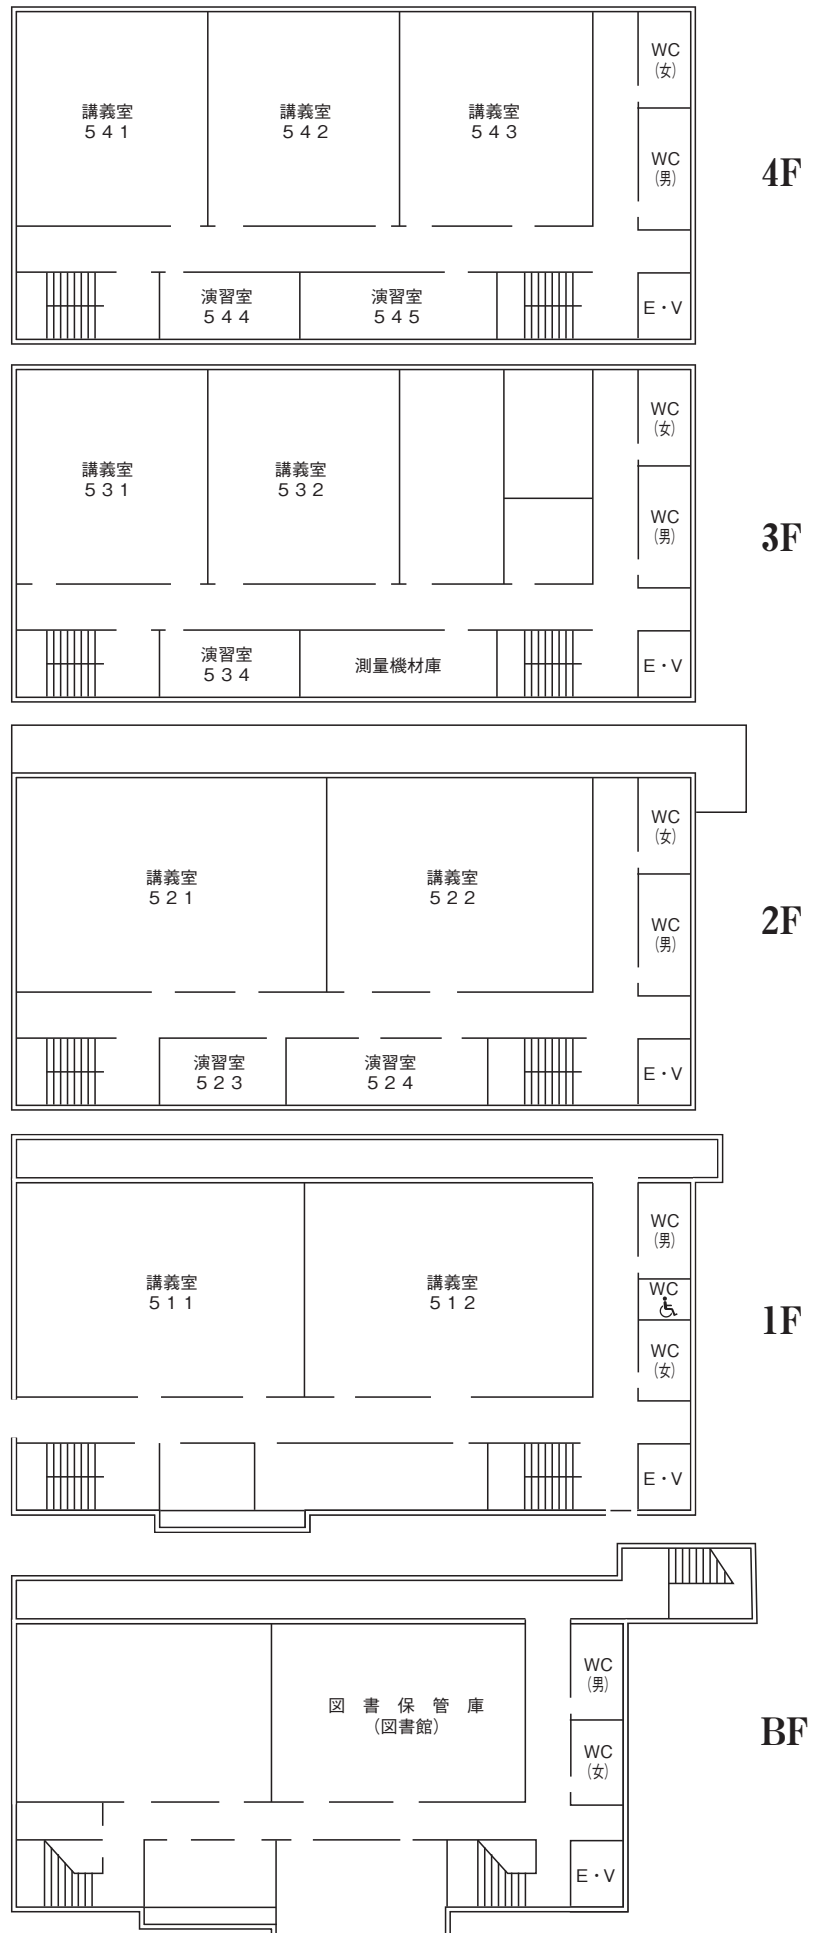 講義室
５４１
講義室
５４２
講義室
５４３
WC
(女)
WC
(男)
4F
演習室
５４４
演習室
５４５
E・V
講義室
５３１
講義室
５３２
WC
(女)
WC
(男)
3F
演習室
５３４
測量機材庫
E・V
講義室
５２１
講義室
５２２
WC
(女)
WC
(男)
2F
演習室
５２３
演習室
５２４
E・V
講義室
５１１
講義室
５１２
WC
(男)
WC
WC
(女)
1F
E・V
図書保管庫
(図書館)
WC
(男)
WC
(女)
BF
E・V